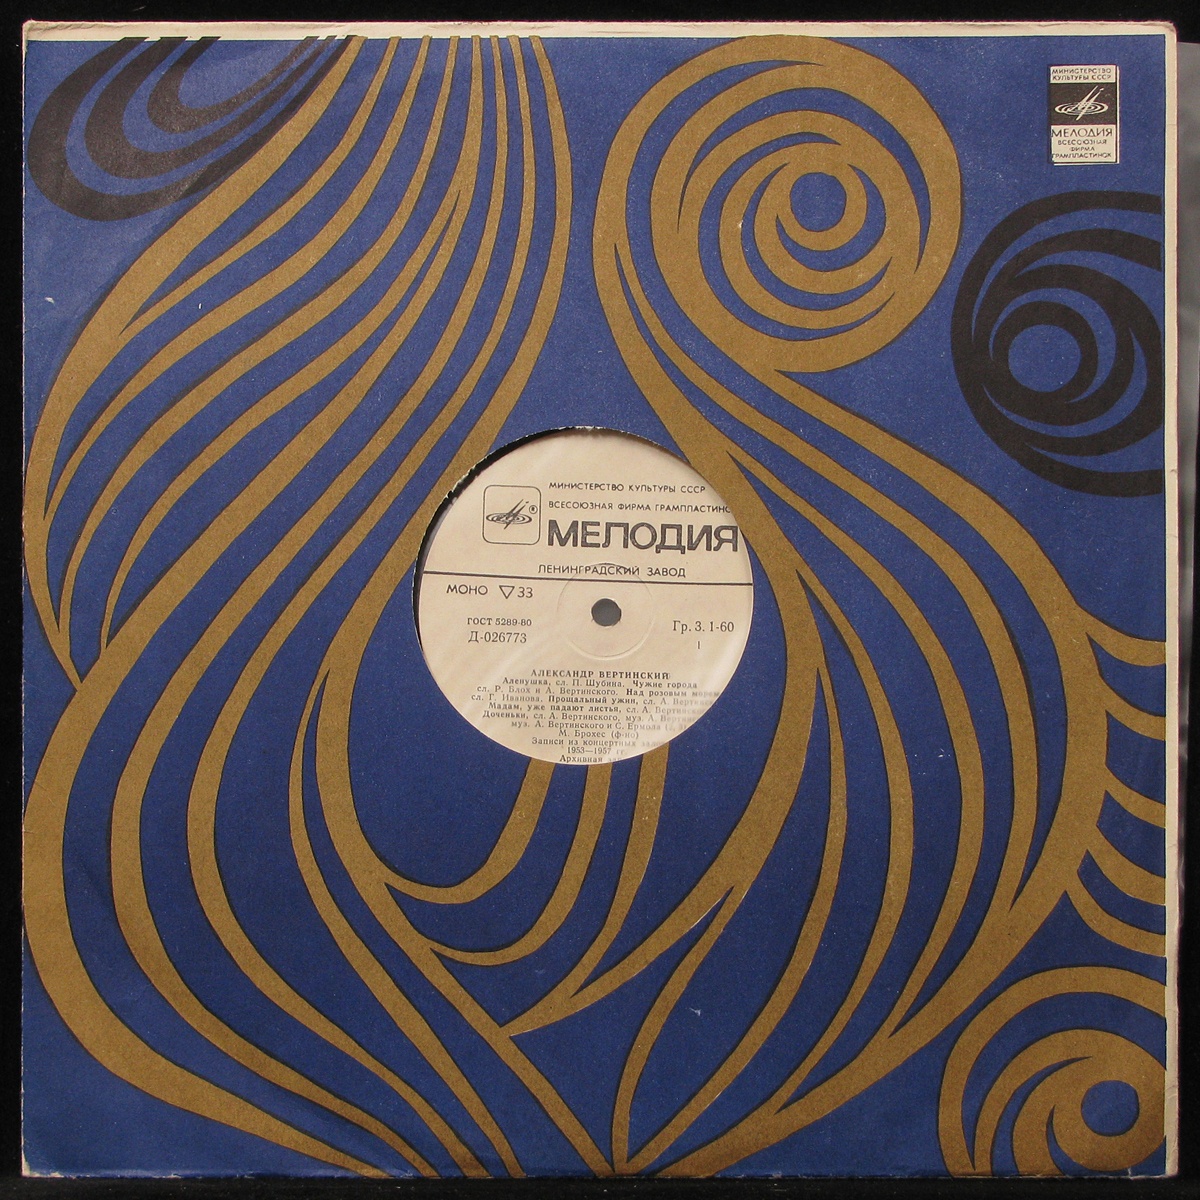 МИНИСТЕРСТВО
КУЛЬТУРЫ СССР
МЕЛОДИЯ
ВСЕСОЮЗНАЯ
ФИРМА
ГРАМПЛАСТИНОК
МИНИСТЕРСТВО КУЛЬТУРЫ СССР
ВСЕСОЮЗНАЯ ФИРМА ГРАМПЛАСТИНО
МЕЛОДИЯ
ЛЕНИНГРАДСКИЙ ЗАВОД
МОНО 33
ГОСТ 5289-80
Д-026773
Гр. 3. 1-60
1
АЛЕКСАНДР ВЕРТИНСКИЙ
Аленушка, сл. П. Шубина. Чужие города
сл. Р. Блох и А. Вертинского. Над розовым
сл. Г. Иванова. Прощальный ужин, сл. А.
Мадам, уже падают листья, сл. А.
Доченьки, сл. А. Вертинского, муз. А.
муз. А. Вертинского и С.
М. Брохес (ф-но)
Записи из концертных
1953—1957 гг.
Архивная